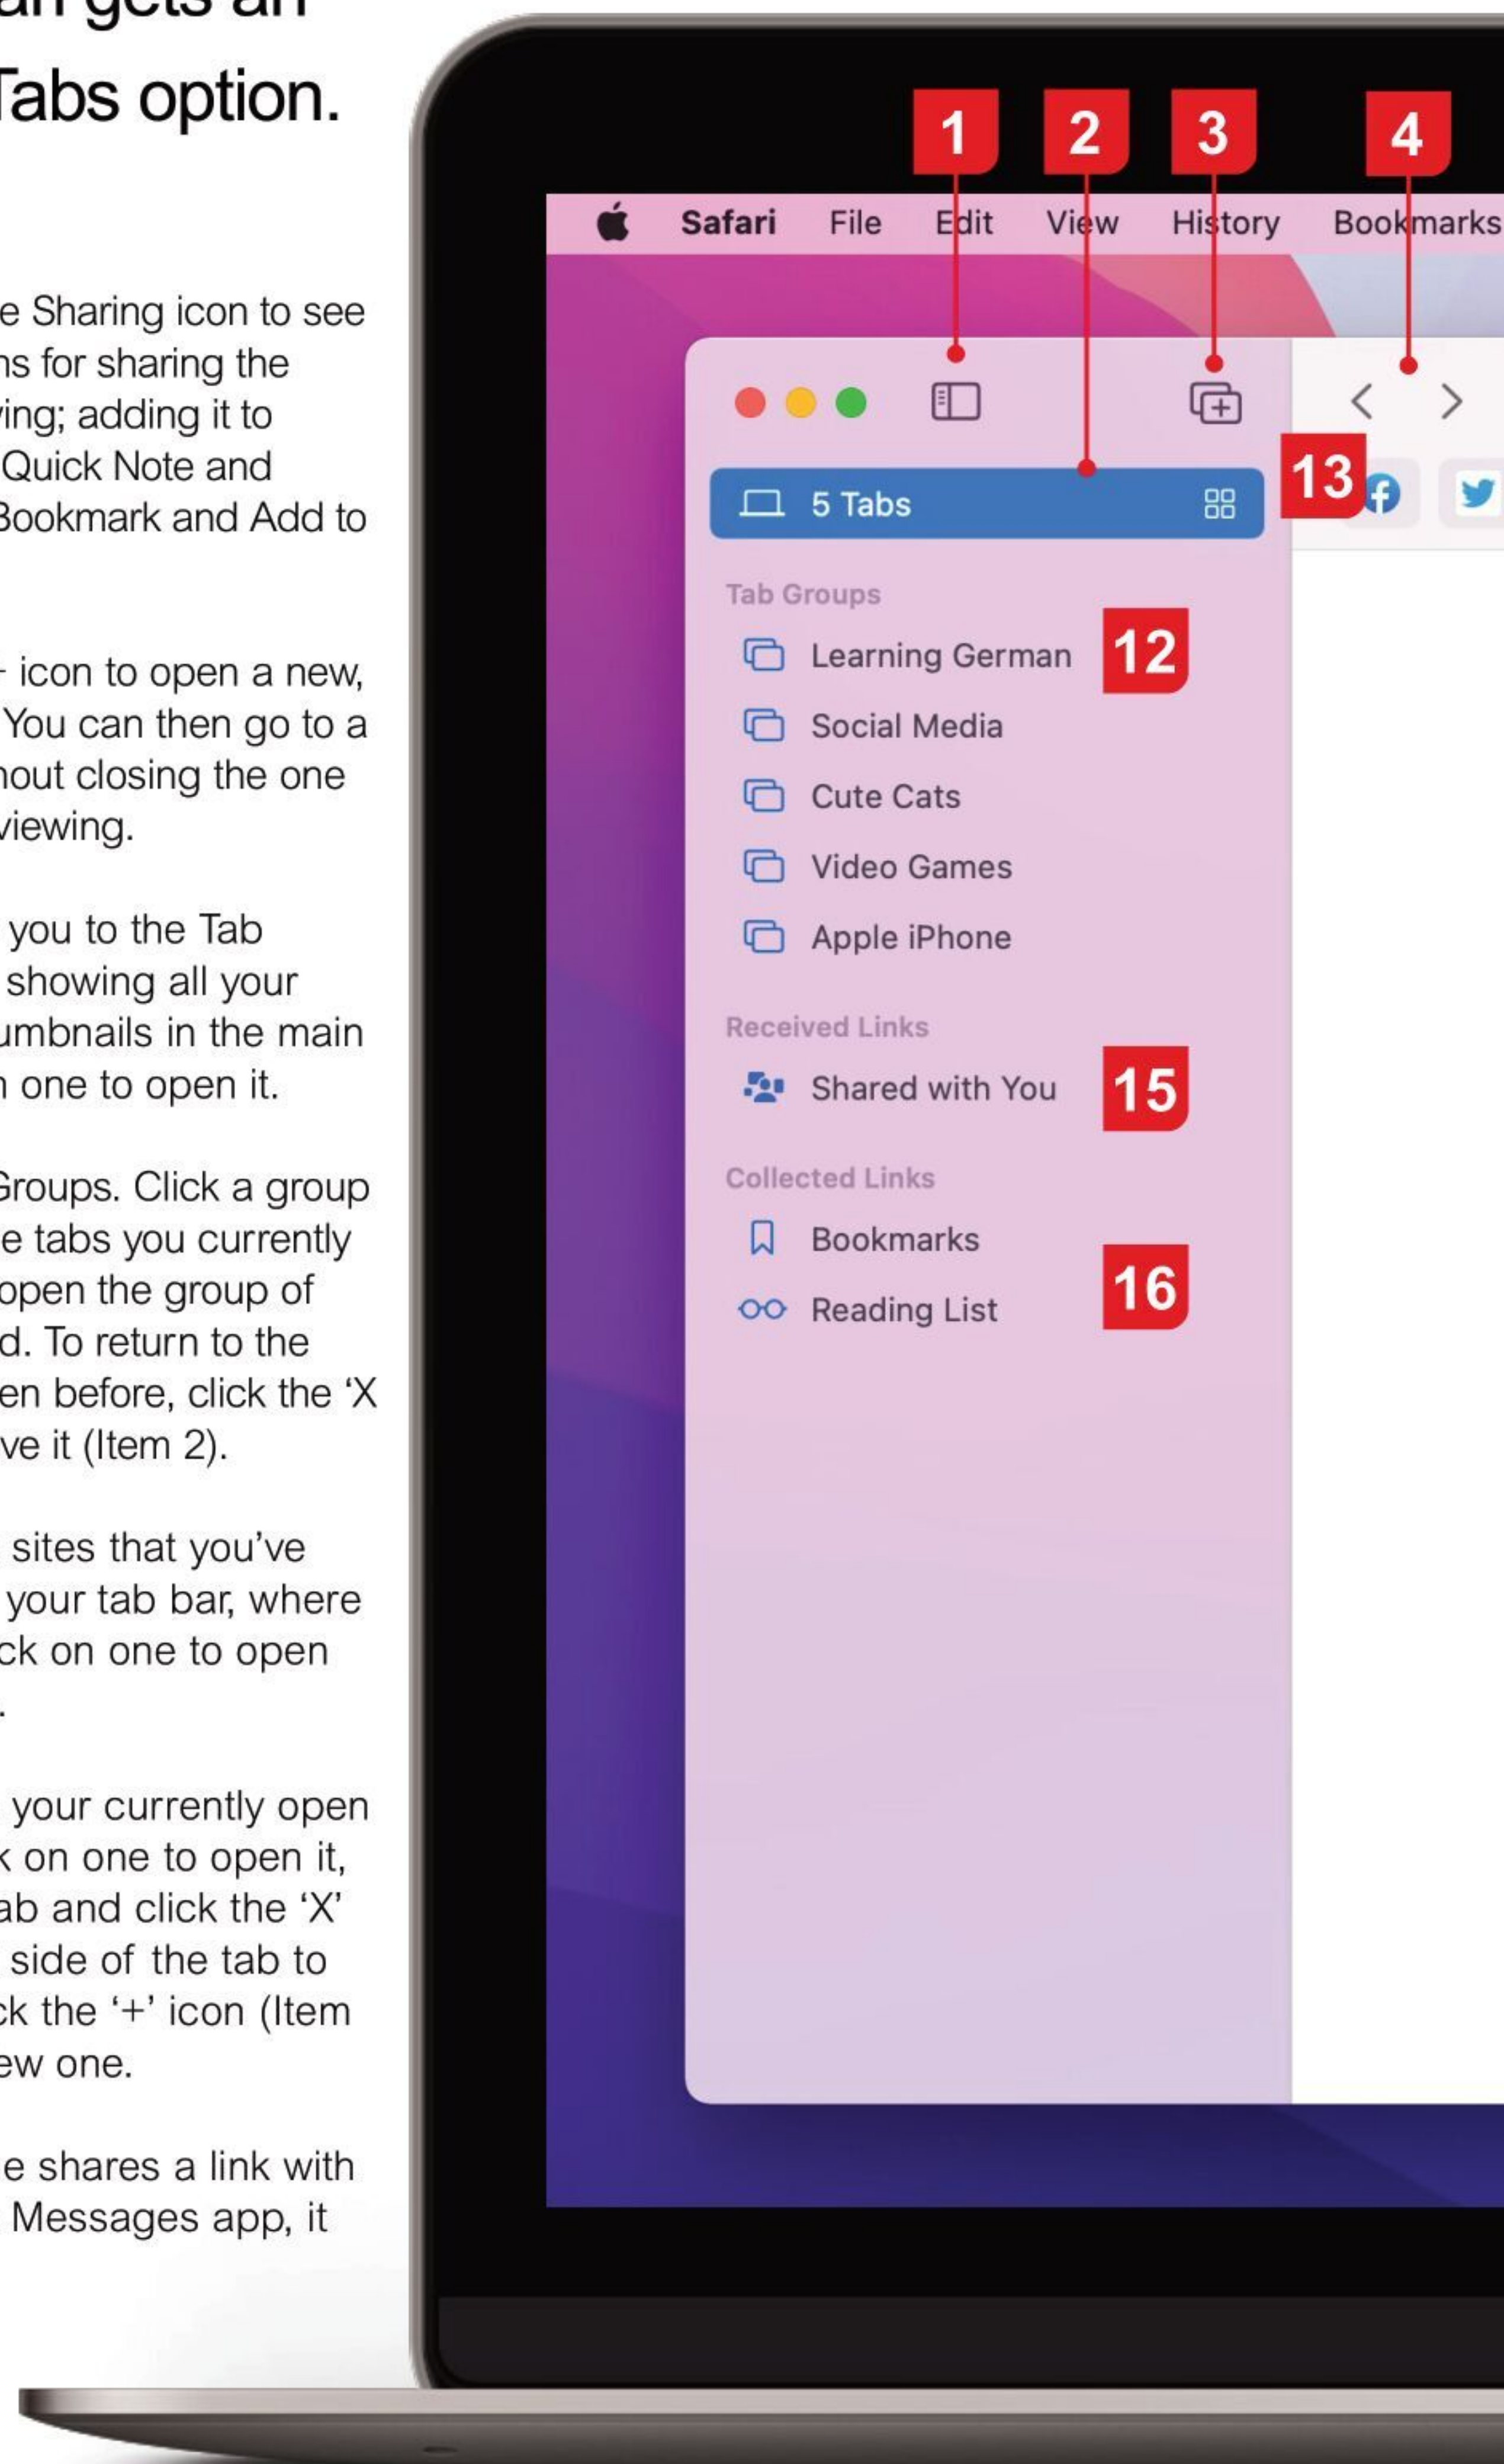 an gets an
Tabs option.
e Sharing icon to see
ns for sharing the
ing; adding it to
Quick Note and
Bookmark and Add to
icon to open a new,
You can then go to a
hout closing the one
viewing.
you to the Tab
showing all your
umbnails in the main
n one to open it.
Groups. Click a group
e tabs you currently
open the group of
d. To return to the
en before, click the ‘X
ve it (Item 2).
sites that you’ve
your tab bar, where
ck on one to open
.
your currently open
k on one to open it,
ab and click the ‘X’
side of the tab to
ck the ‘+’ icon (Item
ew one.
e shares a link with
Messages app, it
1 2 3 4
Safari File Edit View History Bookmarks
13
5 Tabs
Tab Groups
Learning German 12
Social Media
Cute Cats
Video Games
Apple iPhone
Received Links
Shared with You 15
Collected Links
Bookmarks
16
Reading List